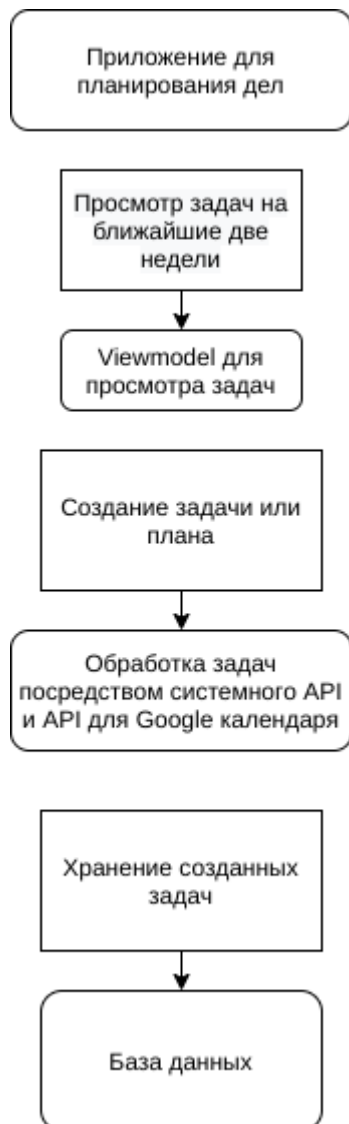 Приложение для
планирования дел
Просмотр задач на
ближайшие две
недели
Viewmodel для
просмотра задач
Создание задачи или
плана
Обработка задач
посредством системного API
и API для Google календаря
Хранение созданных
задач
База данных